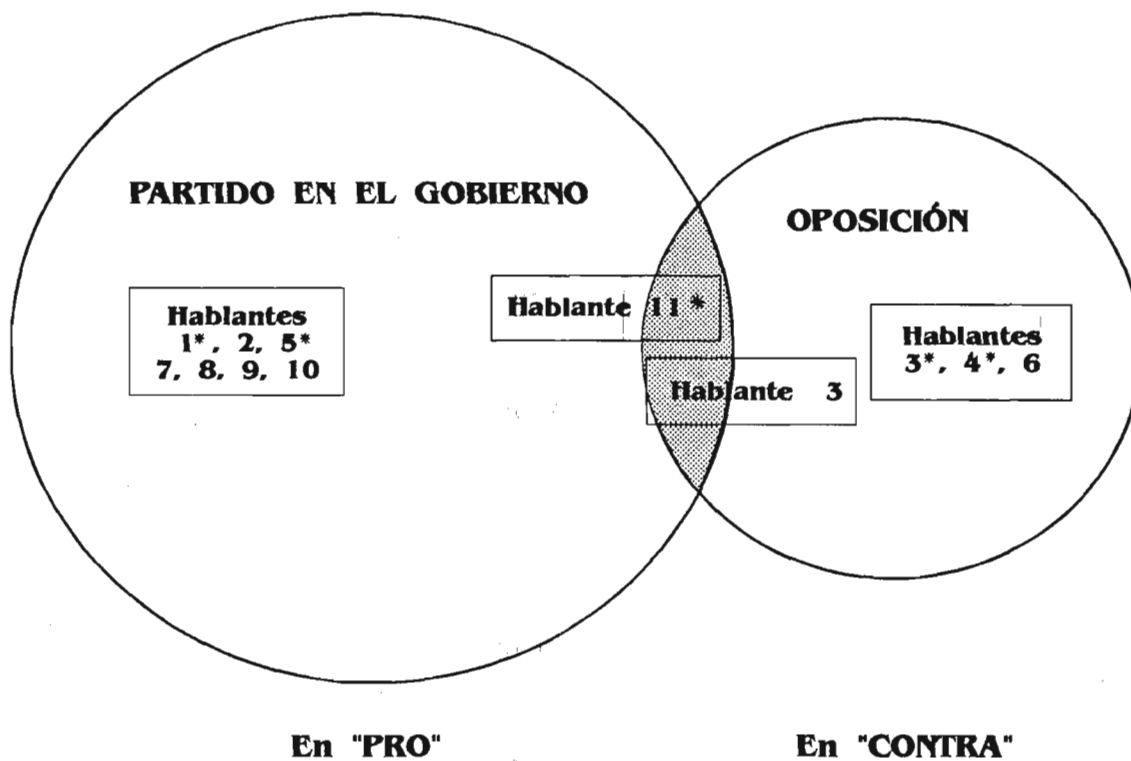 PARTIDO EN EL GOBIERNO
OPOSICIÓN
Hablantes
1*, 2, 5*
7, 8, 9, 10
Hablante 11*
Hablante 3
Hablantes
3*, 4*, 6
En "PRO"
En "CONTRA"